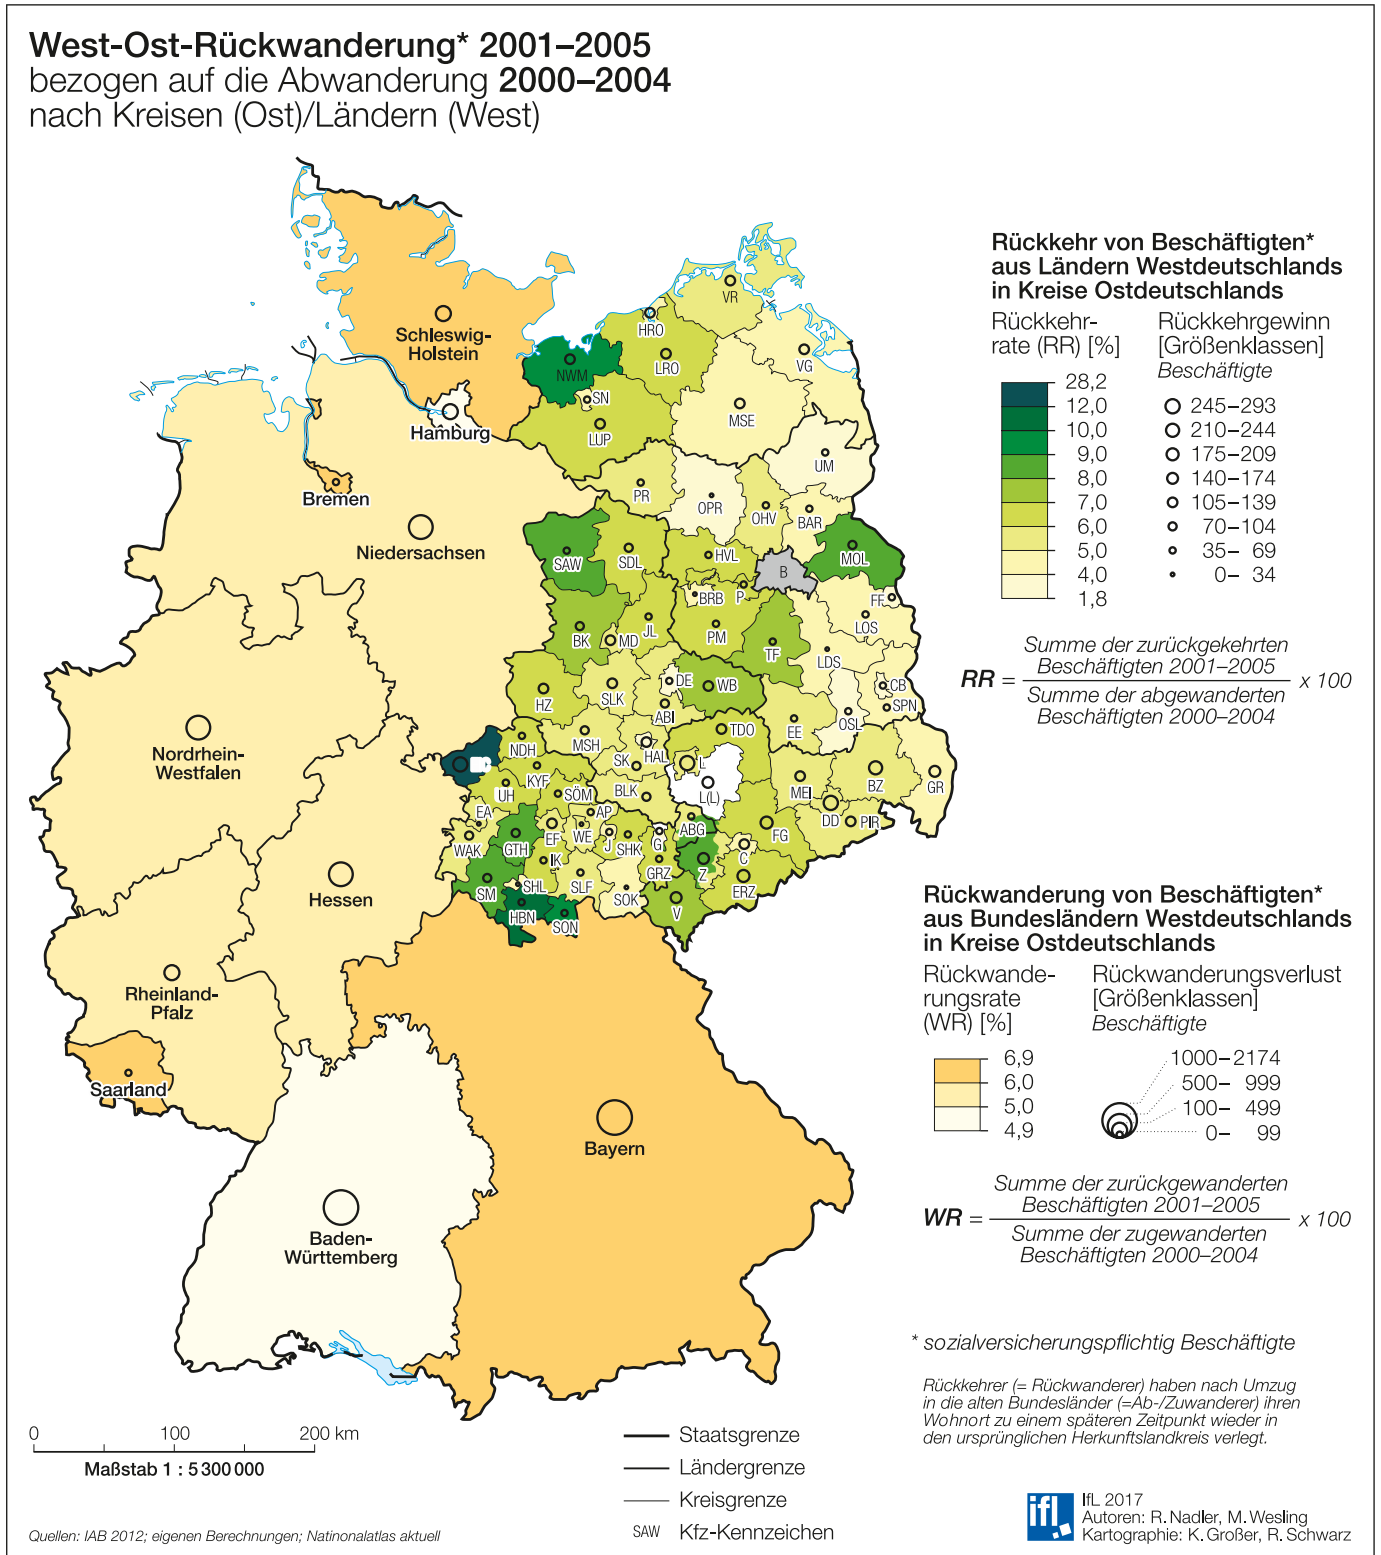 West-Ost-Rückwanderung* 2001–2005
bezogen auf die Abwanderung 2000–2004
nach Kreisen (Ost)/Ländern (West)
Rückkehr von Beschäftigten*
aus Ländern Westdeutschlands
in Kreise Ostdeutschlands
Rückkehr-
rate (RR) [%]
28,2
12,0
10,0
9,0
8,0
7,0
6,0
5,0
4,0
1,8
Rückkehrgewinn
[Größenklassen]
Beschäftigte
245–293
210–244
175–209
140–174
105–139
70–104
35– 69
0– 34
RR = Summe der zurückgekehrten
Beschäftigten 2001–2005
Summe der abgewanderten
Beschäftigten 2000–2004
x 100
Rückwanderung von Beschäftigten*
aus Bundesländern Westdeutschlands
in Kreise Ostdeutschlands
Rückwande-
rungsrate
(WR) [%]
6,9
6,0
5,0
4,9
Rückwanderungsverlust
[Größenklassen]
Beschäftigte
1000–2174
500– 999
100– 499
0– 99
WR = Summe der zurückgewanderten
Beschäftigten 2001–2005
Summe der zugewanderten
Beschäftigten 2000–2004
x 100
* sozialversicherungspflichtig Beschäftigte
Rückkehrer (= Rückwanderer) haben nach Umzug
in die alten Bundesländer (=Ab-/Zuwanderer) ihren
Wohnort zu einem späteren Zeitpunkt wieder in
den ursprünglichen Herkunftslandkreis verlegt.
Schleswig-
Holstein
Hamburg
Bremen
Niedersachsen
Nordrhein-
Westfalen
Hessen
Rheinland-
Pfalz
Saarland
Baden-
Württemberg
Bayern
VR
HRO
LRO
VG
NWM
SN
MSE
LUP
UM
PR
OPR
OHV
BAR
SAW
SDL
HVL
B
MOL
BRB
P
FF
BK
MD
JL
PM
TF
LOS
LDS
HZ
SLK
DE
WB
CB
SPN
ABI
OSL
EE
TDO
NDH
MSH
HAL
SK
L
L(L)
KYF
UH
SÖM
BLK
MEI
BZ
GR
DD
PIR
EA
AP
ABG
FG
WAK
GTH
EF
WE
J
SHK
G
C
IK
GRZ
Z
ERZ
SM
SHL
SLF
SOK
V
HBN
SON
0 100 200 km
Maßstab 1 : 5 300 000
Staatsgrenze
Ländergrenze
Kreisgrenze
SAW Kfz-Kennzeichen
Quellen: IAB 2012; eigenen Berechnungen; Natinonalatlas aktuell
ifl
IfL 2017
Autoren: R. Nadler, M. Wesling
Kartographie: K. Großer, R. Schwarz